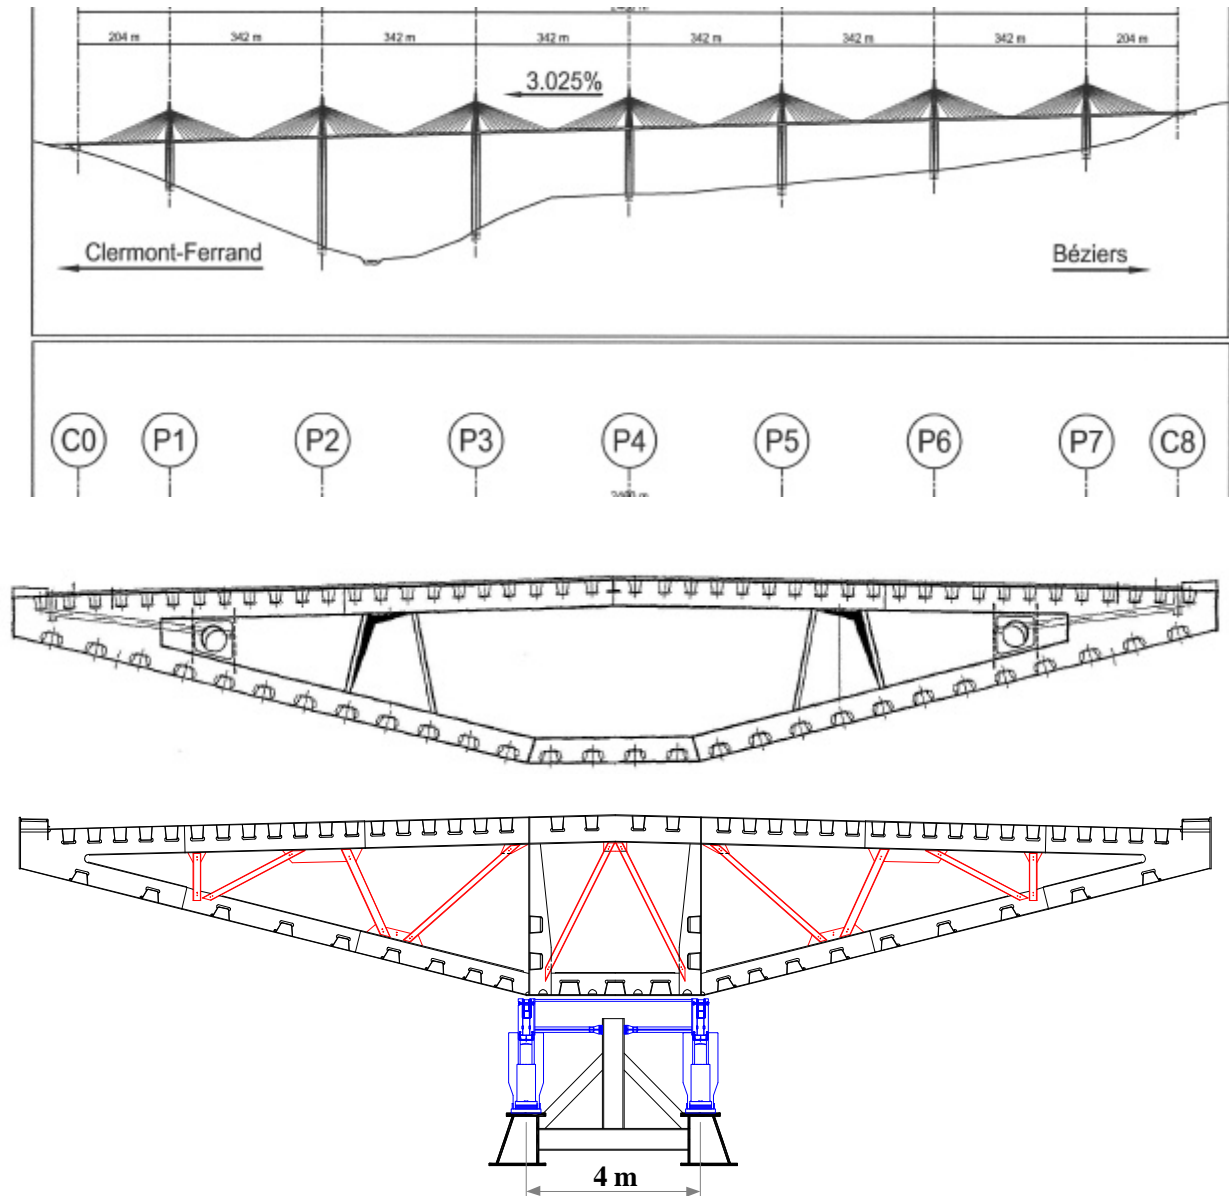 204 m 342 m 342 m 342 m 342 m 342 m 342 m 204 m
3.025%
Clermont-Ferrand Béziers
C0 P1 P2 P3 P4 P5 P6 P7 C8
4 m